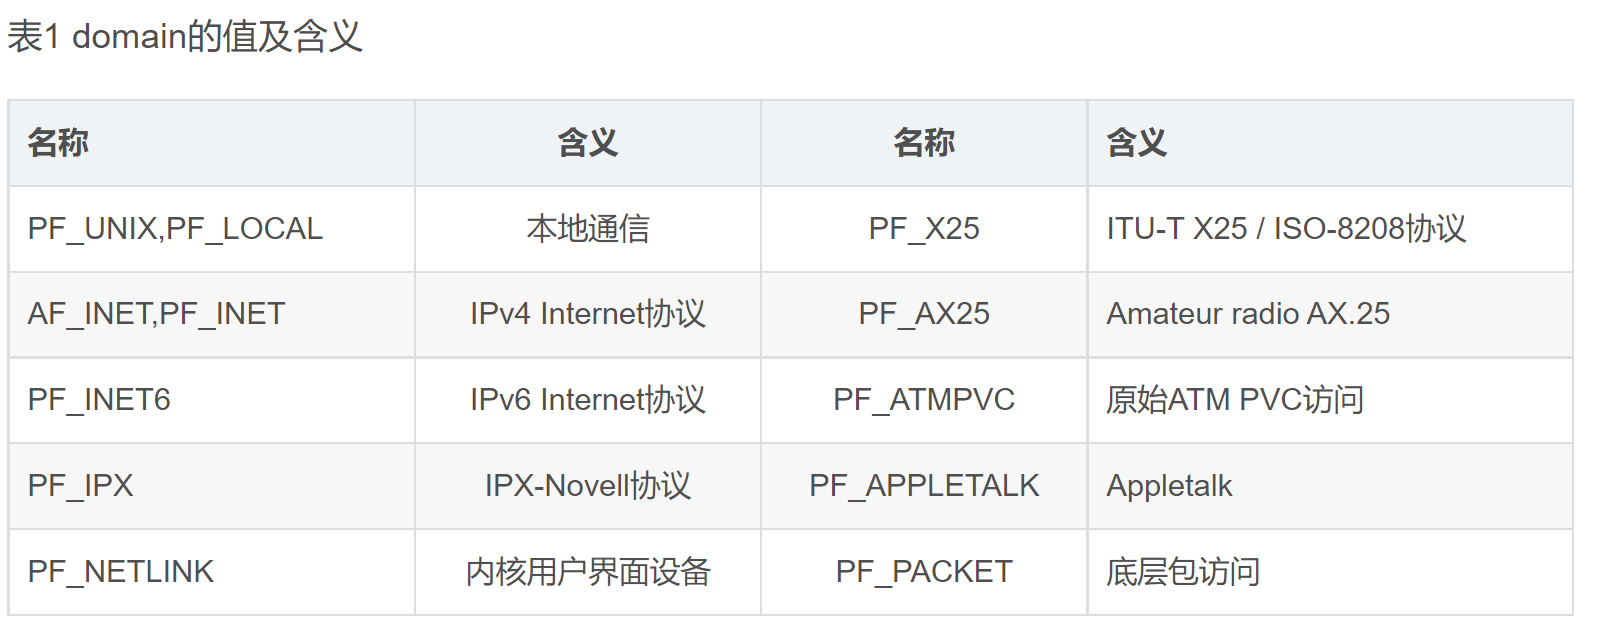 表1 domain的值及含义
名称 含义 名称 含义
PF_UNIX,PF_LOCAL 本地通信 PF_X25 ITU-T X25 / ISO-8208协议
AF_INET,PF_INET IPv4 Internet协议 PF_AX25 Amateur radio AX.25
PF_INET6 IPv6 Internet协议 PF_ATMPVC 原始ATM PVC访问
PF_IPX IPX-Novell协议 PF_APPLETALK Appletalk
PF_NETLINK 内核用户界面设备 PF_PACKET 底层包访问